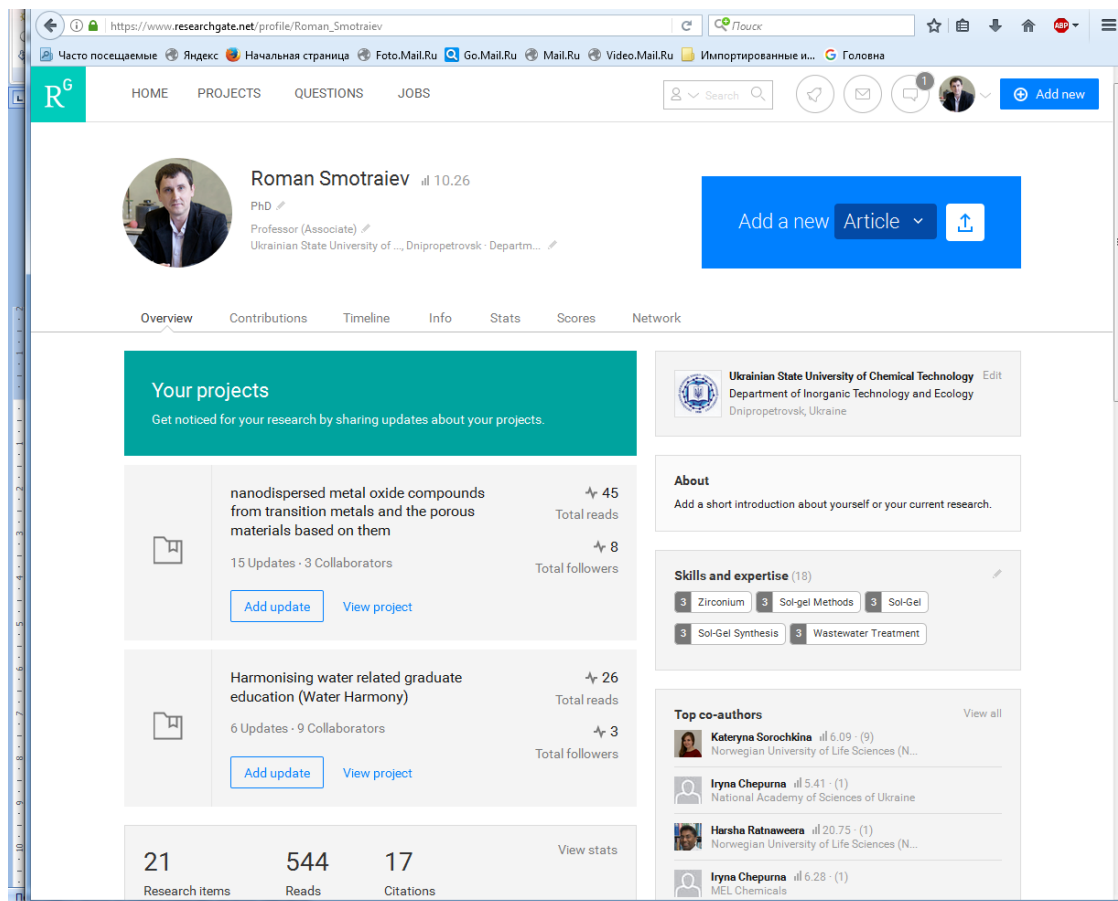 https://www.researchgate.net/profile/Roman_Smotraiev
Поиск
ABP
Часто посещаемые
Яндекс
Начальная страница
Foto.Mail.Ru
Go.Mail.Ru
Mail.Ru
Video.Mail.Ru
Импортированные и...
Головна
RG
HOME
PROJECTS
QUESTIONS
JOBS
Search
1
Add new
Roman Smotraiev 10.26
PhD
Professor (Associate)
Ukrainian State University of ..., Dnipropetrovsk · Departm...
Add a new Article
Overview
Contributions
Timeline
Info
Stats
Scores
Network
Your projects
Get noticed for your research by sharing updates about your projects.
nanodispersed metal oxide compounds
from transition metals and the porous
materials based on them
15 Updates · 3 Collaborators
45
Total reads
8
Total followers
Add update
View project
Harmonising water related graduate
education (Water Harmony)
6 Updates · 9 Collaborators
26
Total reads
3
Total followers
Add update
View project
21
Research items
544
Reads
17
Citations
View stats
Ukrainian State University of Chemical Technology
Edit
Department of Inorganic Technology and Ecology
Dnipropetrovsk, Ukraine
About
Add a short introduction about yourself or your current research.
Skills and expertise (18)
3 Zirconium
3 Sol-gel Methods
3 Sol-Gel
3 Sol-Gel Synthesis
3 Wastewater Treatment
Top co-authors
View all
Kateryna Sorochkina 6.09 · (9)
Norwegian University of Life Sciences (N...
Iryna Chepurna 5.41 · (1)
National Academy of Sciences of Ukraine
Harsha Ratnaweera 20.75 · (1)
Norwegian University of Life Sciences (N...
Iryna Chepurna 6.28 · (1)
MEL Chemicals